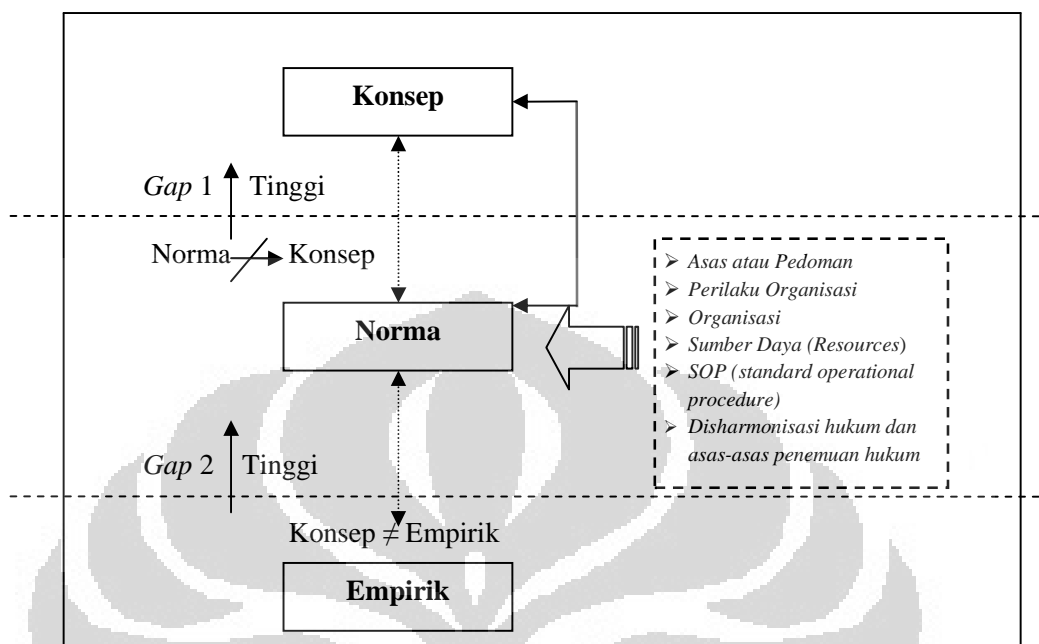 Konsep
Gap 1 Tinggi
Norma Konsep
Norma
➢ Asas atau Pedoman
➢ Perilaku Organisasi
➢ Organisasi
➢ Sumber Daya (Resources)
➢ SOP (standard operational
procedure)
➢ Disharmonisasi hukum dan
asas-asas penemuan hukum
Gap 2 Tinggi
Konsep ≠ Empirik
Empirik